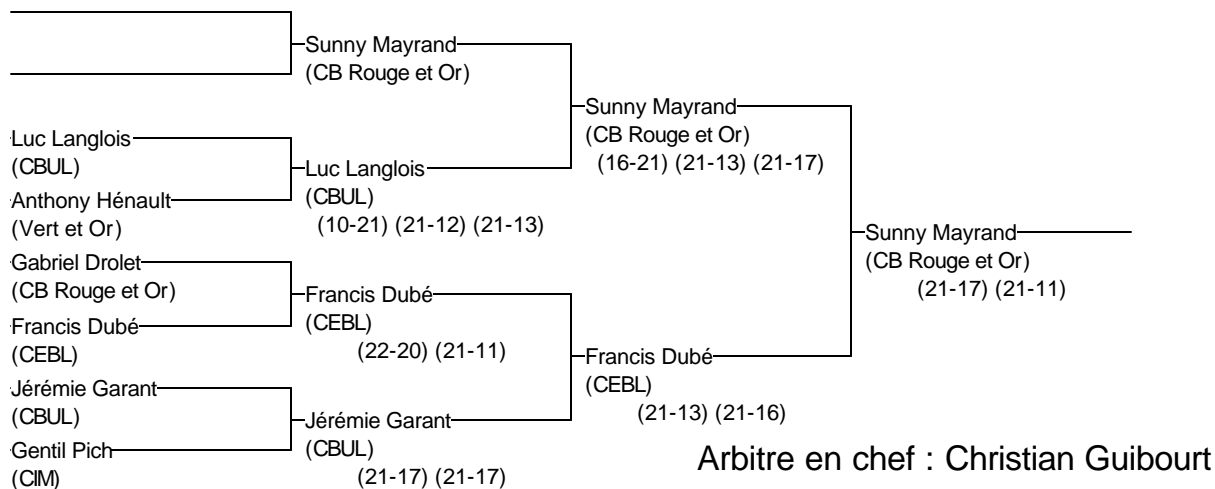 Sunny Mayrand
(CB Rouge et Or)
Sunny Mayrand
(CB Rouge et Or)
(16-21) (21-13) (21-17)
Luc Langlois
(CBUL)
Luc Langlois
(CBUL)
(10-21) (21-12) (21-13)
Anthony Hénault
(Vert et Or)
Sunny Mayrand
(CB Rouge et Or)
(21-17) (21-11)
Gabriel Drolet
(CB Rouge et Or)
Francis Dubé
(CEBL)
(22-20) (21-11)
Francis Dubé
(CEBL)
Francis Dubé
(CEBL)
(21-13) (21-16)
Jérémie Garant
(CBUL)
Jérémie Garant
(CBUL)
(21-17) (21-17)
Gentil Pich
(CIM)
Arbitre en chef : Christian Guibourt